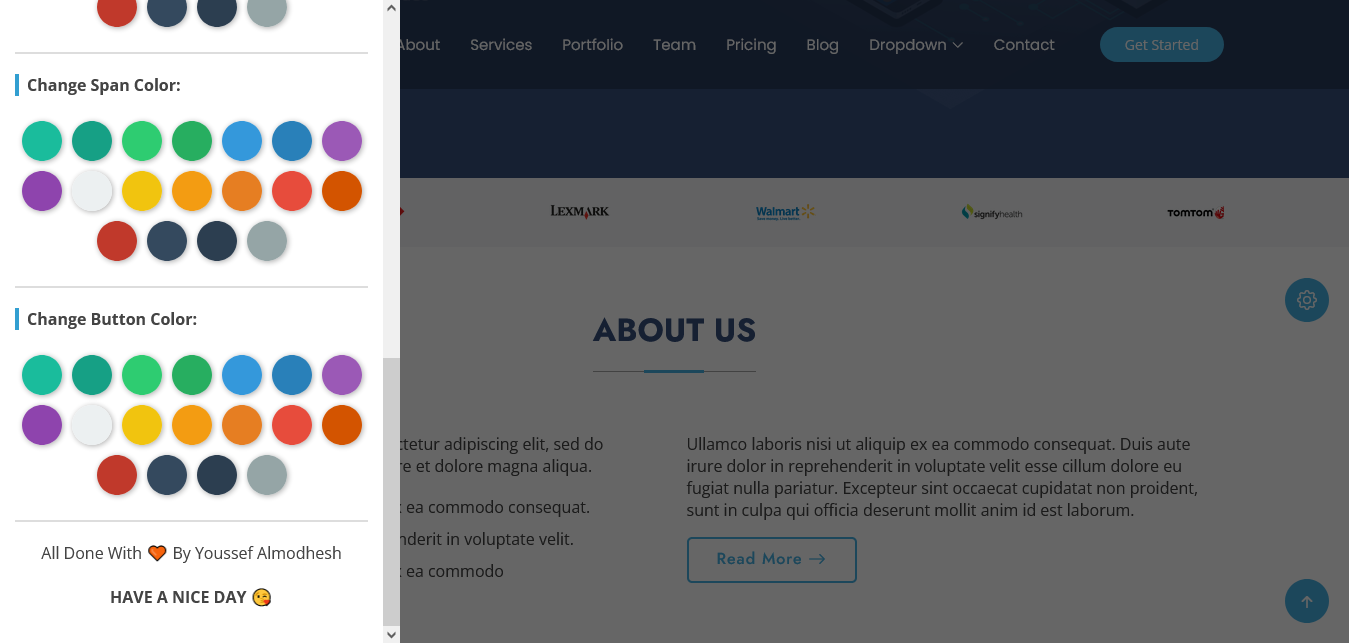 Change Span Color:
Change Button Color:
All Done With 🧡 By Youssef Almodhesh
HAVE A NICE DAY 😘
About Services Portfolio Team Pricing Blog Dropdown Contact Get Started
LEXMARK Walmart signifyhealth TOMTOM
ABOUT US
adipiscing elit, sed do
re et dolore magna aliqua.
ea commodo consequat.
in voluptate velit.
ea commodo
Ullamco laboris nisi ut aliquip ex ea commodo consequat. Duis aute
irure dolor in reprehenderit in voluptate velit esse cillum dolore eu
fugiat nulla pariatur. Excepteur sint occaecat cupidatat non proident,
sunt in culpa qui officia deserunt mollit anim id est laborum.
Read More →